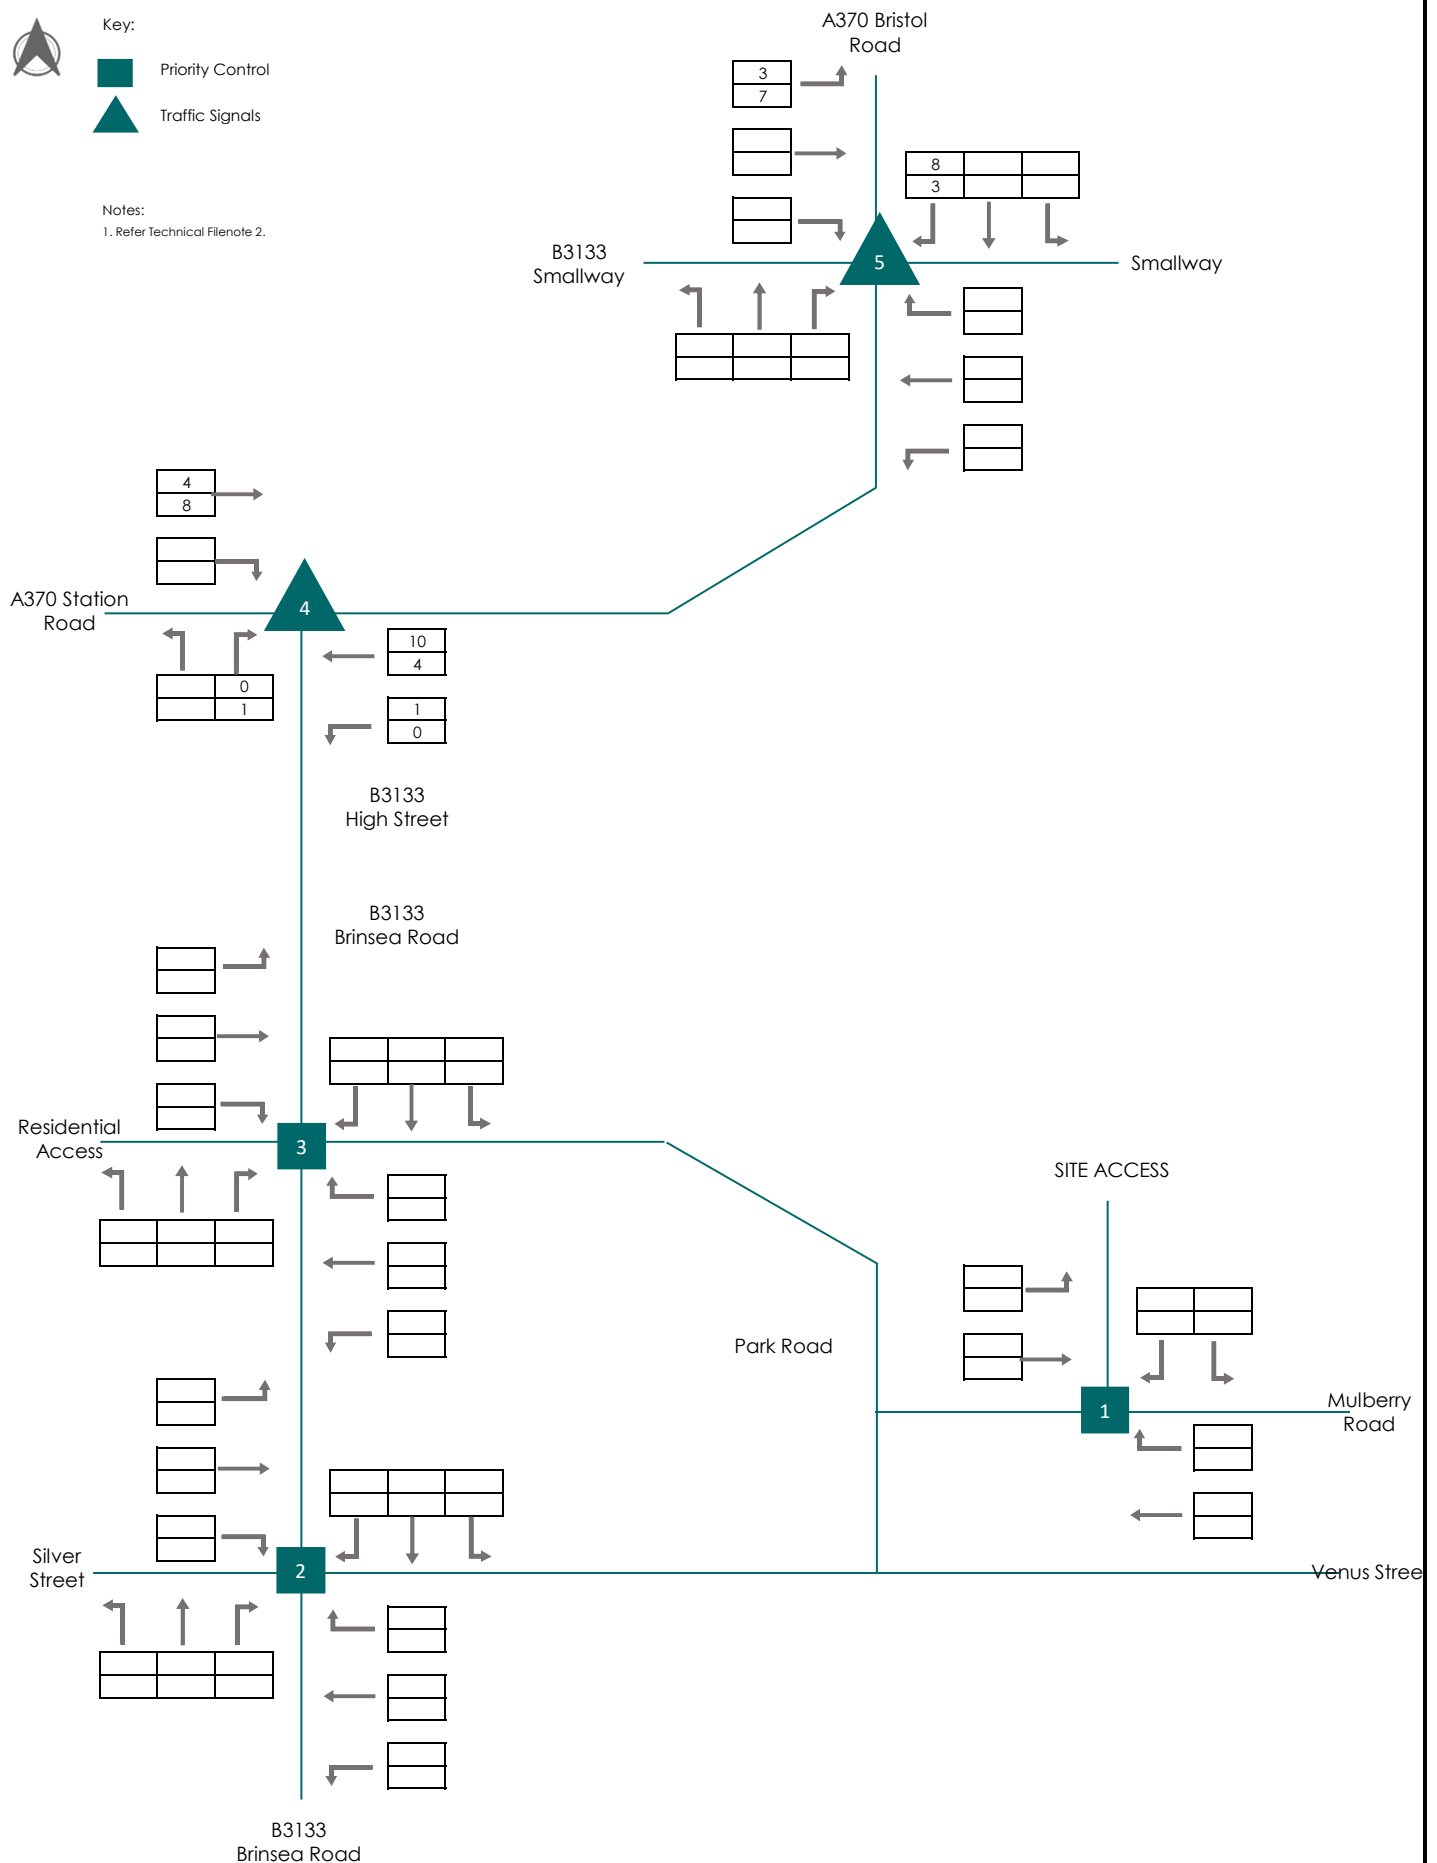 Key:
Priority Control
Traffic Signals
Notes:
1. Refer Technical Filenote 2.
A370 Bristol
Road
3
7
8
3
B3133
Smallway
5
Smallway
4
8
A370 Station
Road
4
10
4
0
1
1
0
B3133
High Street
B3133
Brinsea Road
Residential
Access
3
SITE ACCESS
Park Road
1
Mulberry
Road
Silver
Street
2
Venus Stree
B3133
Brinsea Road